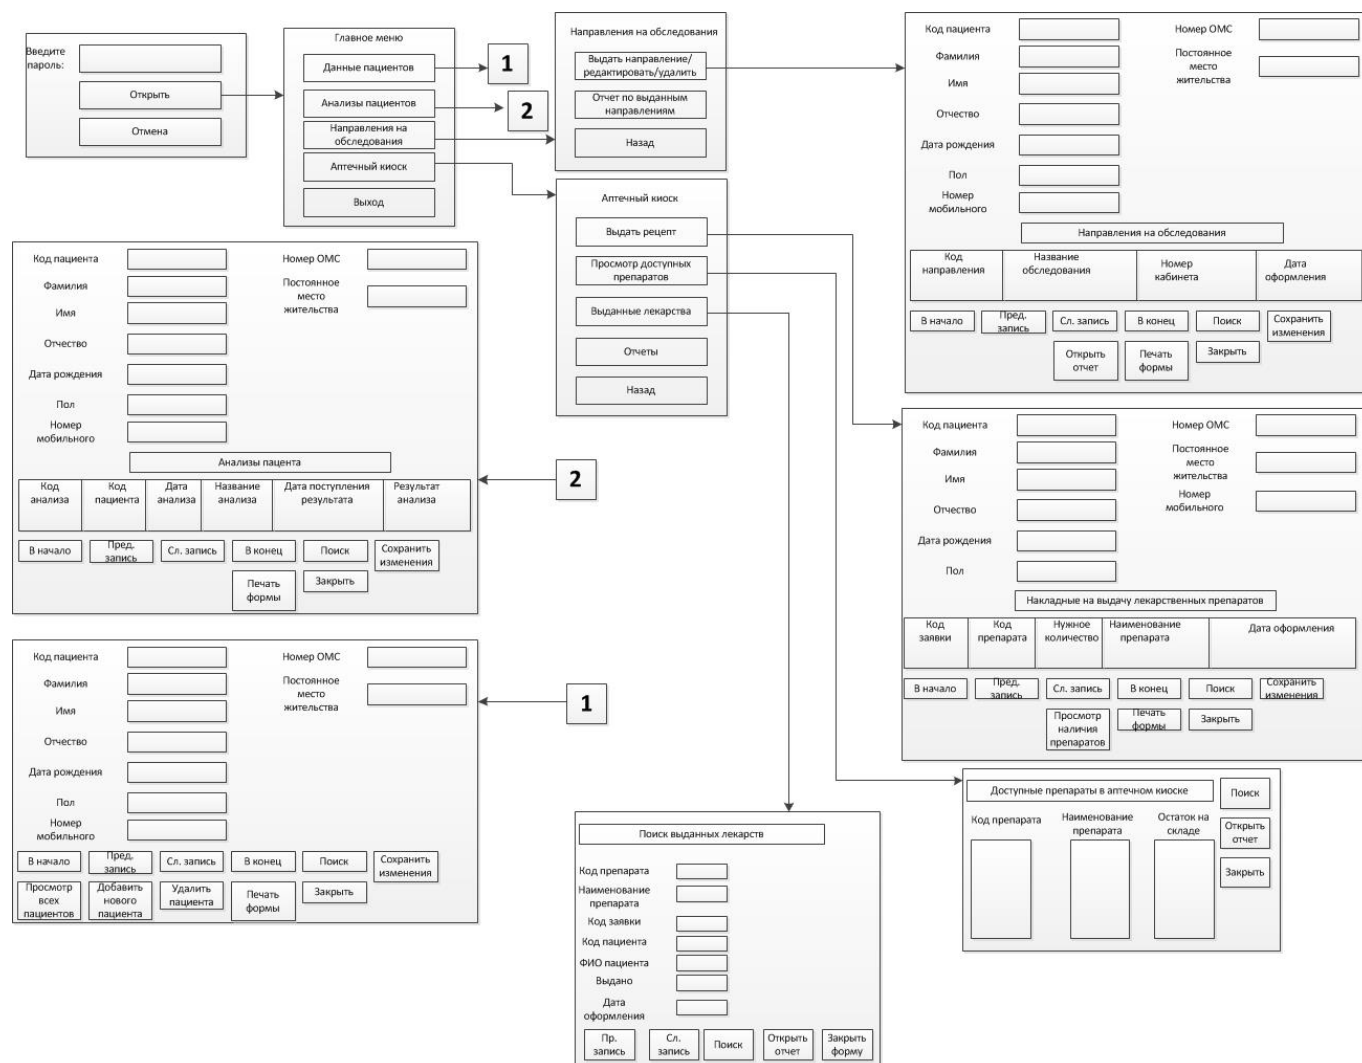 Введите
пароль:
Открыть
Отмена
Главное меню
Данные пациентов
Анализы пациентов
Направления на
обследования
Аптечный киоск
Выход
1
2
Направления на обследования
Выдать направление/
редактировать/удалить
Отчет по выданным
направлениям
Назад
Аптечный киоск
Выдать рецепт
Просмотр доступных
препаратов
Выданные лекарства
Отчеты
Назад
Код пациента
Номер ОМС
Фамилия
Постоянное
место
жительства
Имя
Отчество
Дата рождения
Пол
Номер
мобильного
Направления на обследования
Код
направления
Название
обследования
Номер
кабинета
Дата
оформления
В начало
Пред.
запись
Сл. запись
В конец
Поиск
Сохранить
изменения
Открыть
отчет
Печать
формы
Закрыть
Код пациента
Номер ОМС
Фамилия
Постоянное
место
жительства
Имя
Отчество
Дата рождения
Пол
Номер
мобильного
Анализы пацента
Код
анализа
Код
пациента
Дата
анализа
Название
анализа
Дата поступления
результата
Результат
анализа
В начало
Пред.
запись
Сл. запись
В конец
Поиск
Сохранить
изменения
Печать
формы
Закрыть
2
Код пациента
Номер ОМС
Фамилия
Постоянное
место
жительства
Имя
Номер
мобильного
Отчество
Дата рождения
Пол
Накладные на выдачу лекарственных препаратов
Код
заявки
Код
препарата
Нужное
количество
Наименование
препарата
Дата оформления
В начало
Пред.
запись
Сл. запись
В конец
Поиск
Сохранить
изменения
Просмотр
наличия
препаратов
Печать
формы
Закрыть
Код пациента
Номер ОМС
Фамилия
Постоянное
место
жительства
Имя
Отчество
Дата рождения
Пол
Номер
мобильного
В начало
Пред.
запись
Сл. запись
В конец
Поиск
Сохранить
изменения
Просмотр
всех
пациентов
Добавить
нового
пациента
Удалить
пациента
Печать
формы
Закрыть
1
Поиск выданных лекарств
Код препарата
Наименование
препарата
Код заявки
Код пациента
ФИО пациента
Выдано
Дата
оформления
Пр.
запись
Сл.
запись
Поиск
Открыть
отчет
Закрыть
форму
Доступные препараты в аптечном киоске
Поиск
Код препарата
Наименование
препарата
Остаток на
складе
Открыть
отчет
Закрыть